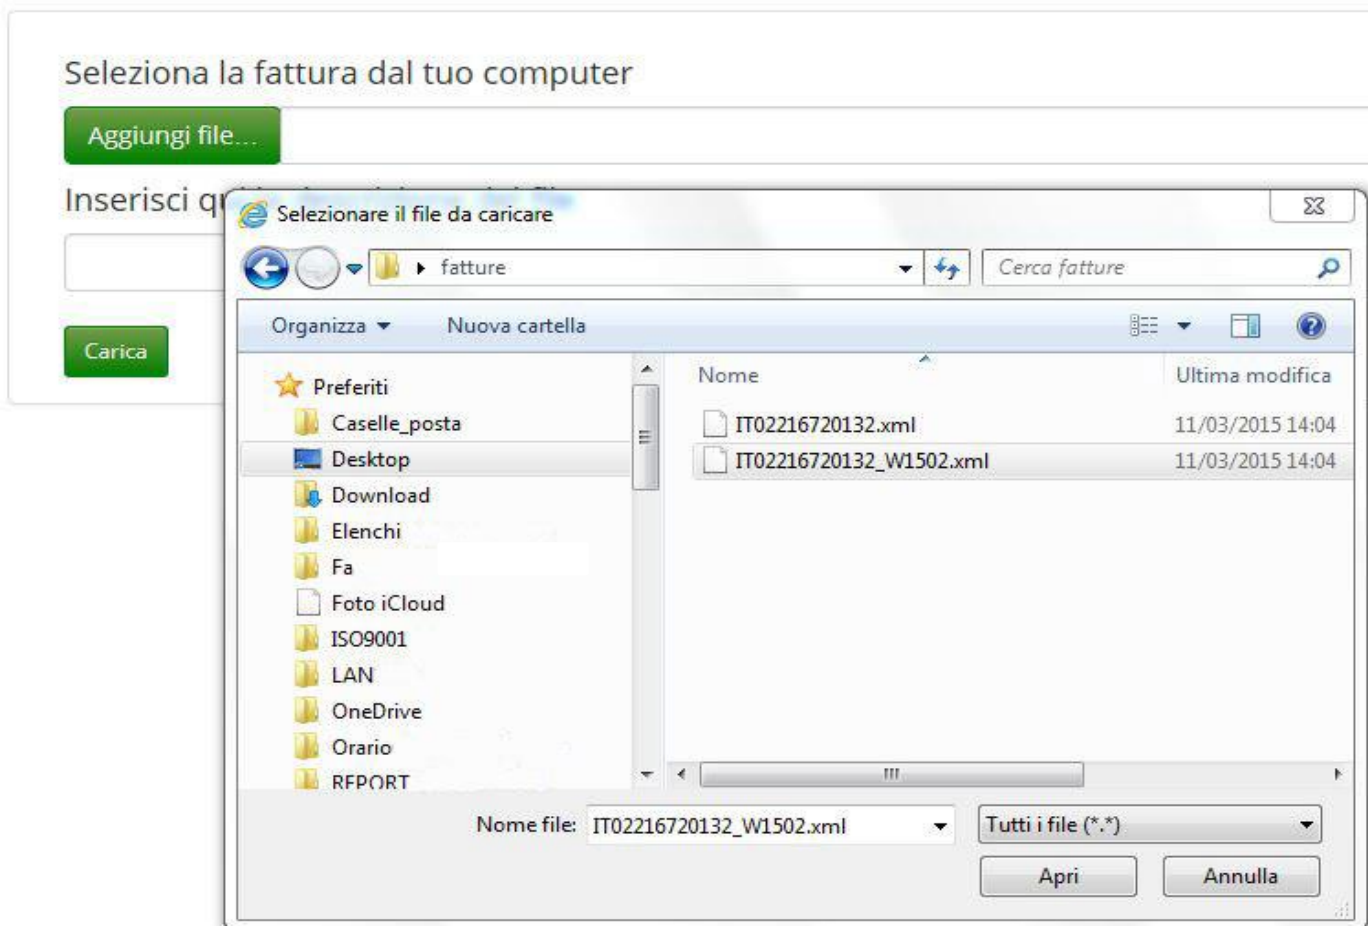 Seleziona la fattura dal tuo computer
Aggiungi file...
Inserisci
Selezionare il file da caricare
fatture
Cerca fatture
Organizza
Nuova cartella
Carica
Nome
Ultima modifica
Preferiti
Caselle_posta
Desktop
Download
Elenchi
Fa
Foto iCloud
ISO9001
LAN
OneDrive
Orario
REPORT
IT02216720132.xml 11/03/2015 14:04
IT02216720132_W1502.xml 11/03/2015 14:04
Nome file: IT02216720132_W1502.xml
Tutti i file (*.*)
Apri
Annulla